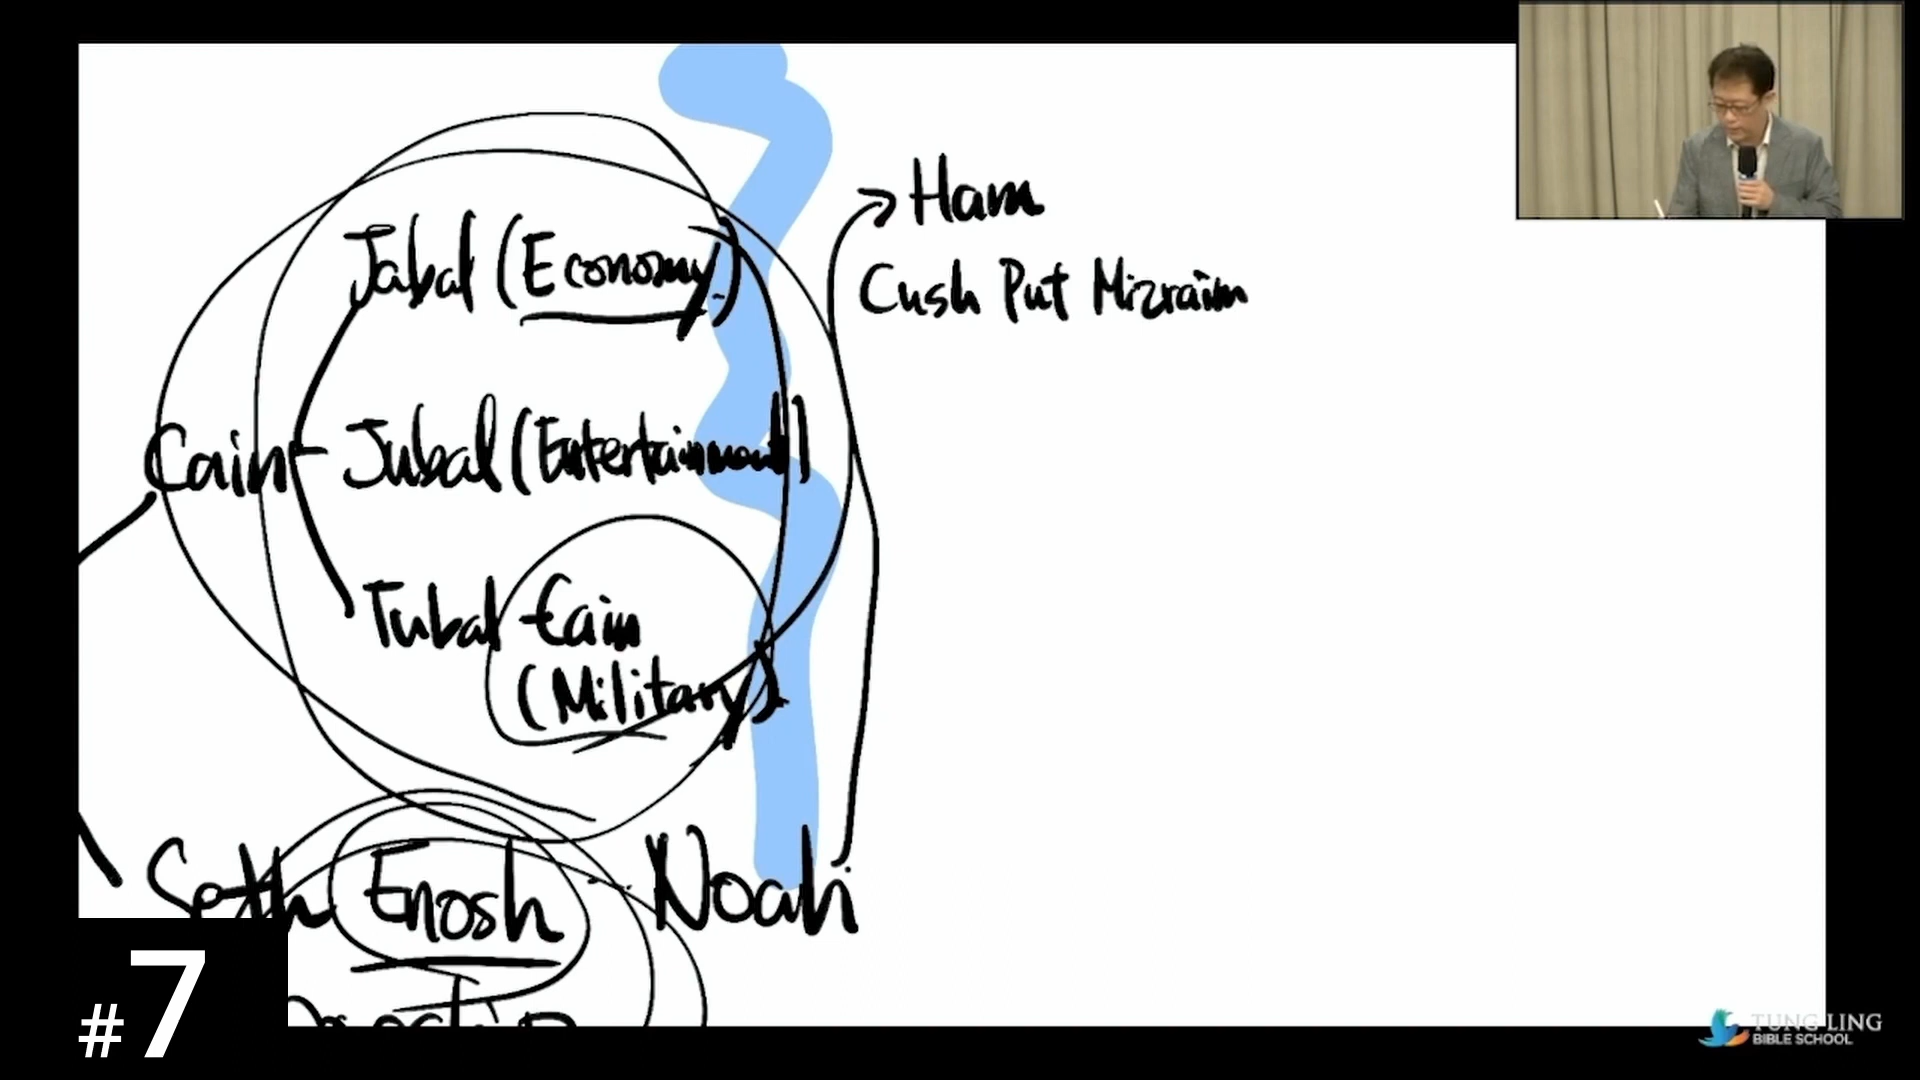 Ham
Jabal (Economy)
Cush Put Mizraim
Cain Jubal (Entertainment)
Tubal Cain
(Military)
Seth Enosh Noah
#7
TUNG LING
BIBLE SCHOOL